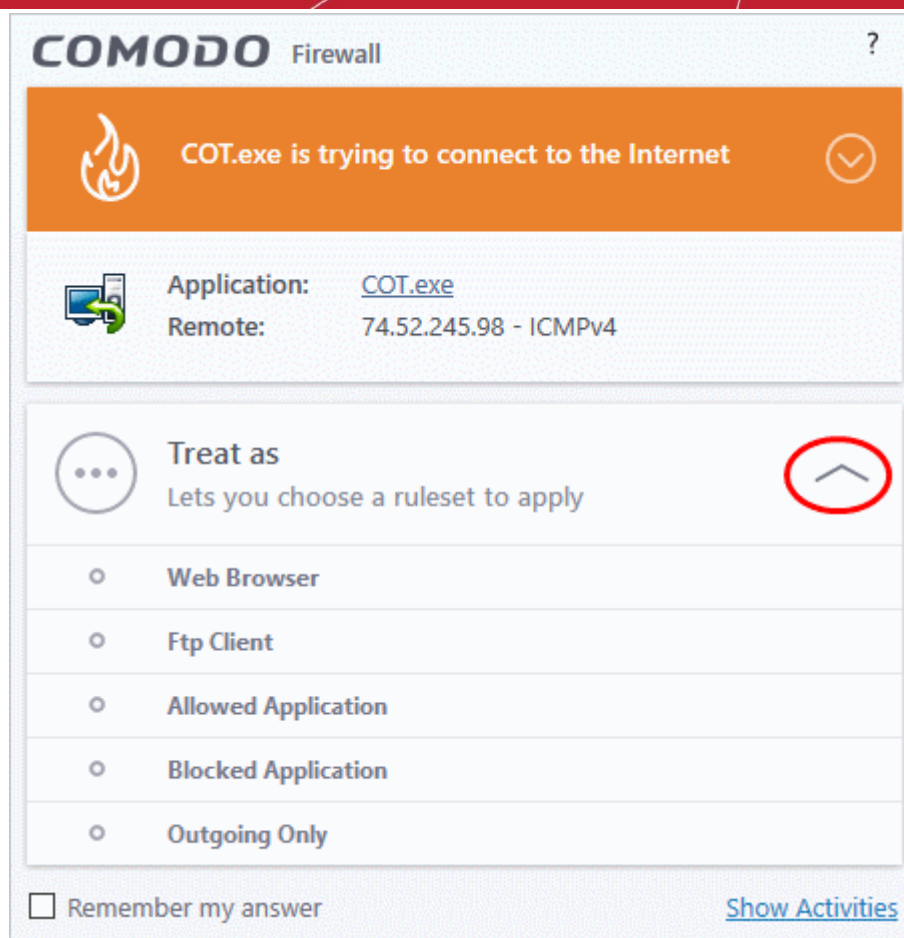 COMODO Firewall ?
COT.exe is trying to connect to the Internet
Application: COT.exe
Remote: 74.52.245.98 - ICMPv4
Treat as
Lets you choose a ruleset to apply
Web Browser
Ftp Client
Allowed Application
Blocked Application
Outgoing Only
Remember my answer Show Activities